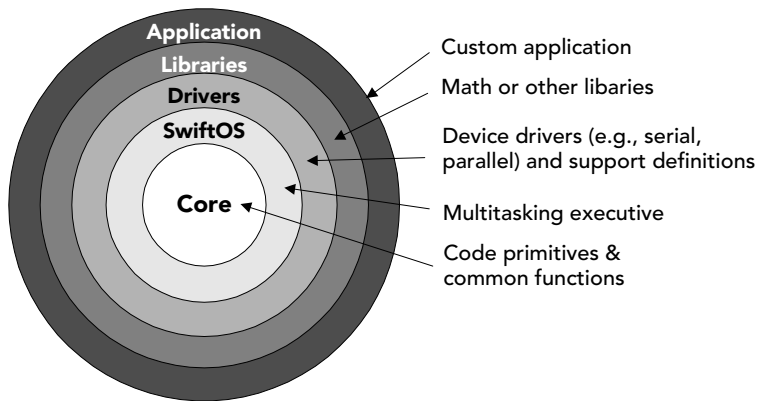 Application
Libraries
Drivers
SwiftOS
Core
Custom application
Math or other libaries
Device drivers (e.g., serial,
parallel) and support definitions
Multitasking executive
Code primitives &
common functions